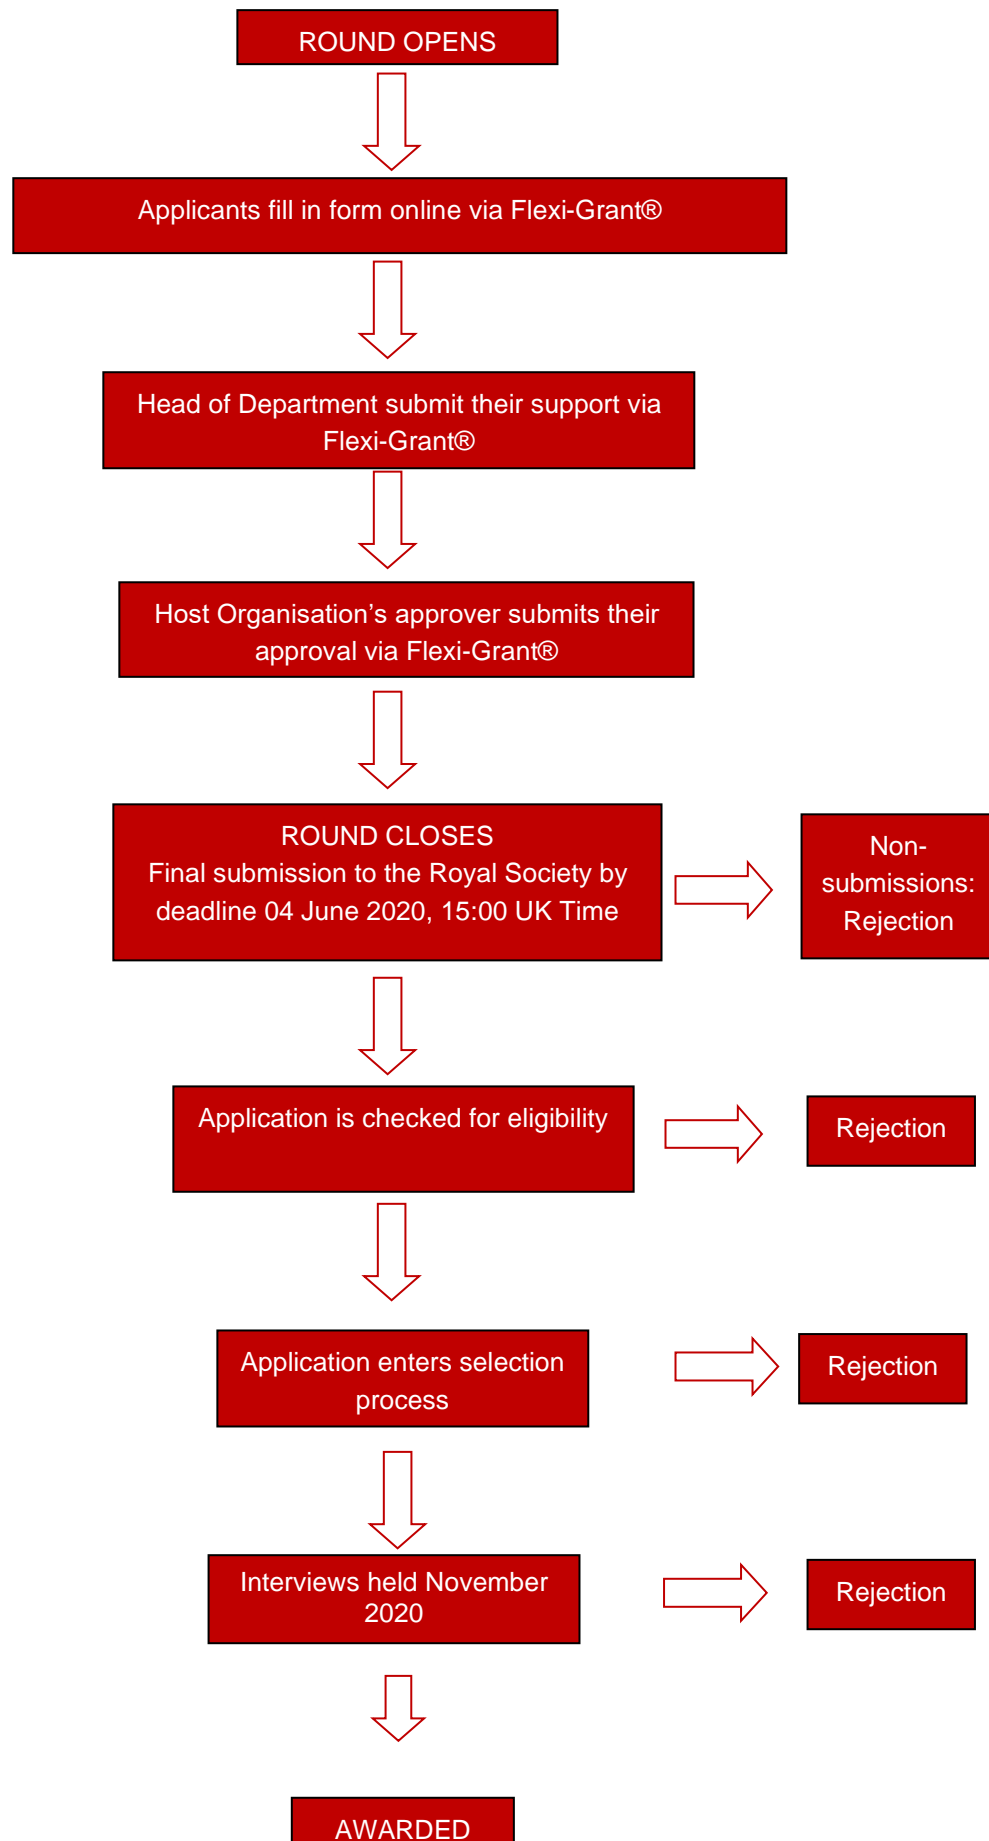 ROUND OPENS
Applicants fill in form online via Flexi-Grant®
Head of Department submit their support via
Flexi-Grant®
Host Organisation’s approver submits their
approval via Flexi-Grant®
ROUND CLOSES
Final submission to the Royal Society by
deadline 04 June 2020, 15:00 UK Time
Non-
submissions:
Rejection
Application is checked for eligibility
Rejection
Application enters selection
process
Rejection
Interviews held November
2020
Rejection
AWARDED